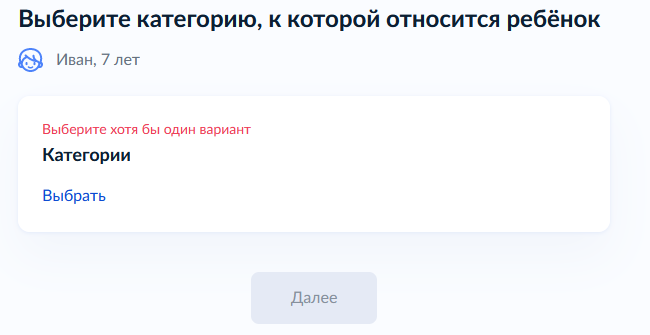 Выберите категорию, к которой относится ребёнок
Иван, 7 лет
Выберите хотя бы один вариант
Категории
Выбрать
Далее